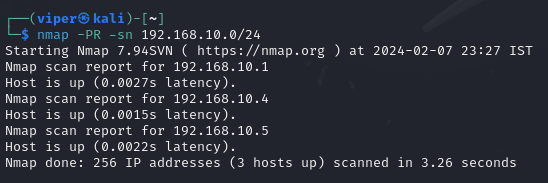 ┌──(viper㉿kali)-[~]
└─$ nmap -PR -sn 192.168.10.0/24
Starting Nmap 7.94SVN ( https://nmap.org ) at 2024-02-07 23:27 IST
Nmap scan report for 192.168.10.1
Host is up (0.0027s latency).
Nmap scan report for 192.168.10.4
Host is up (0.0015s latency).
Nmap scan report for 192.168.10.5
Host is up (0.0022s latency).
Nmap done: 256 IP addresses (3 hosts up) scanned in 3.26 seconds